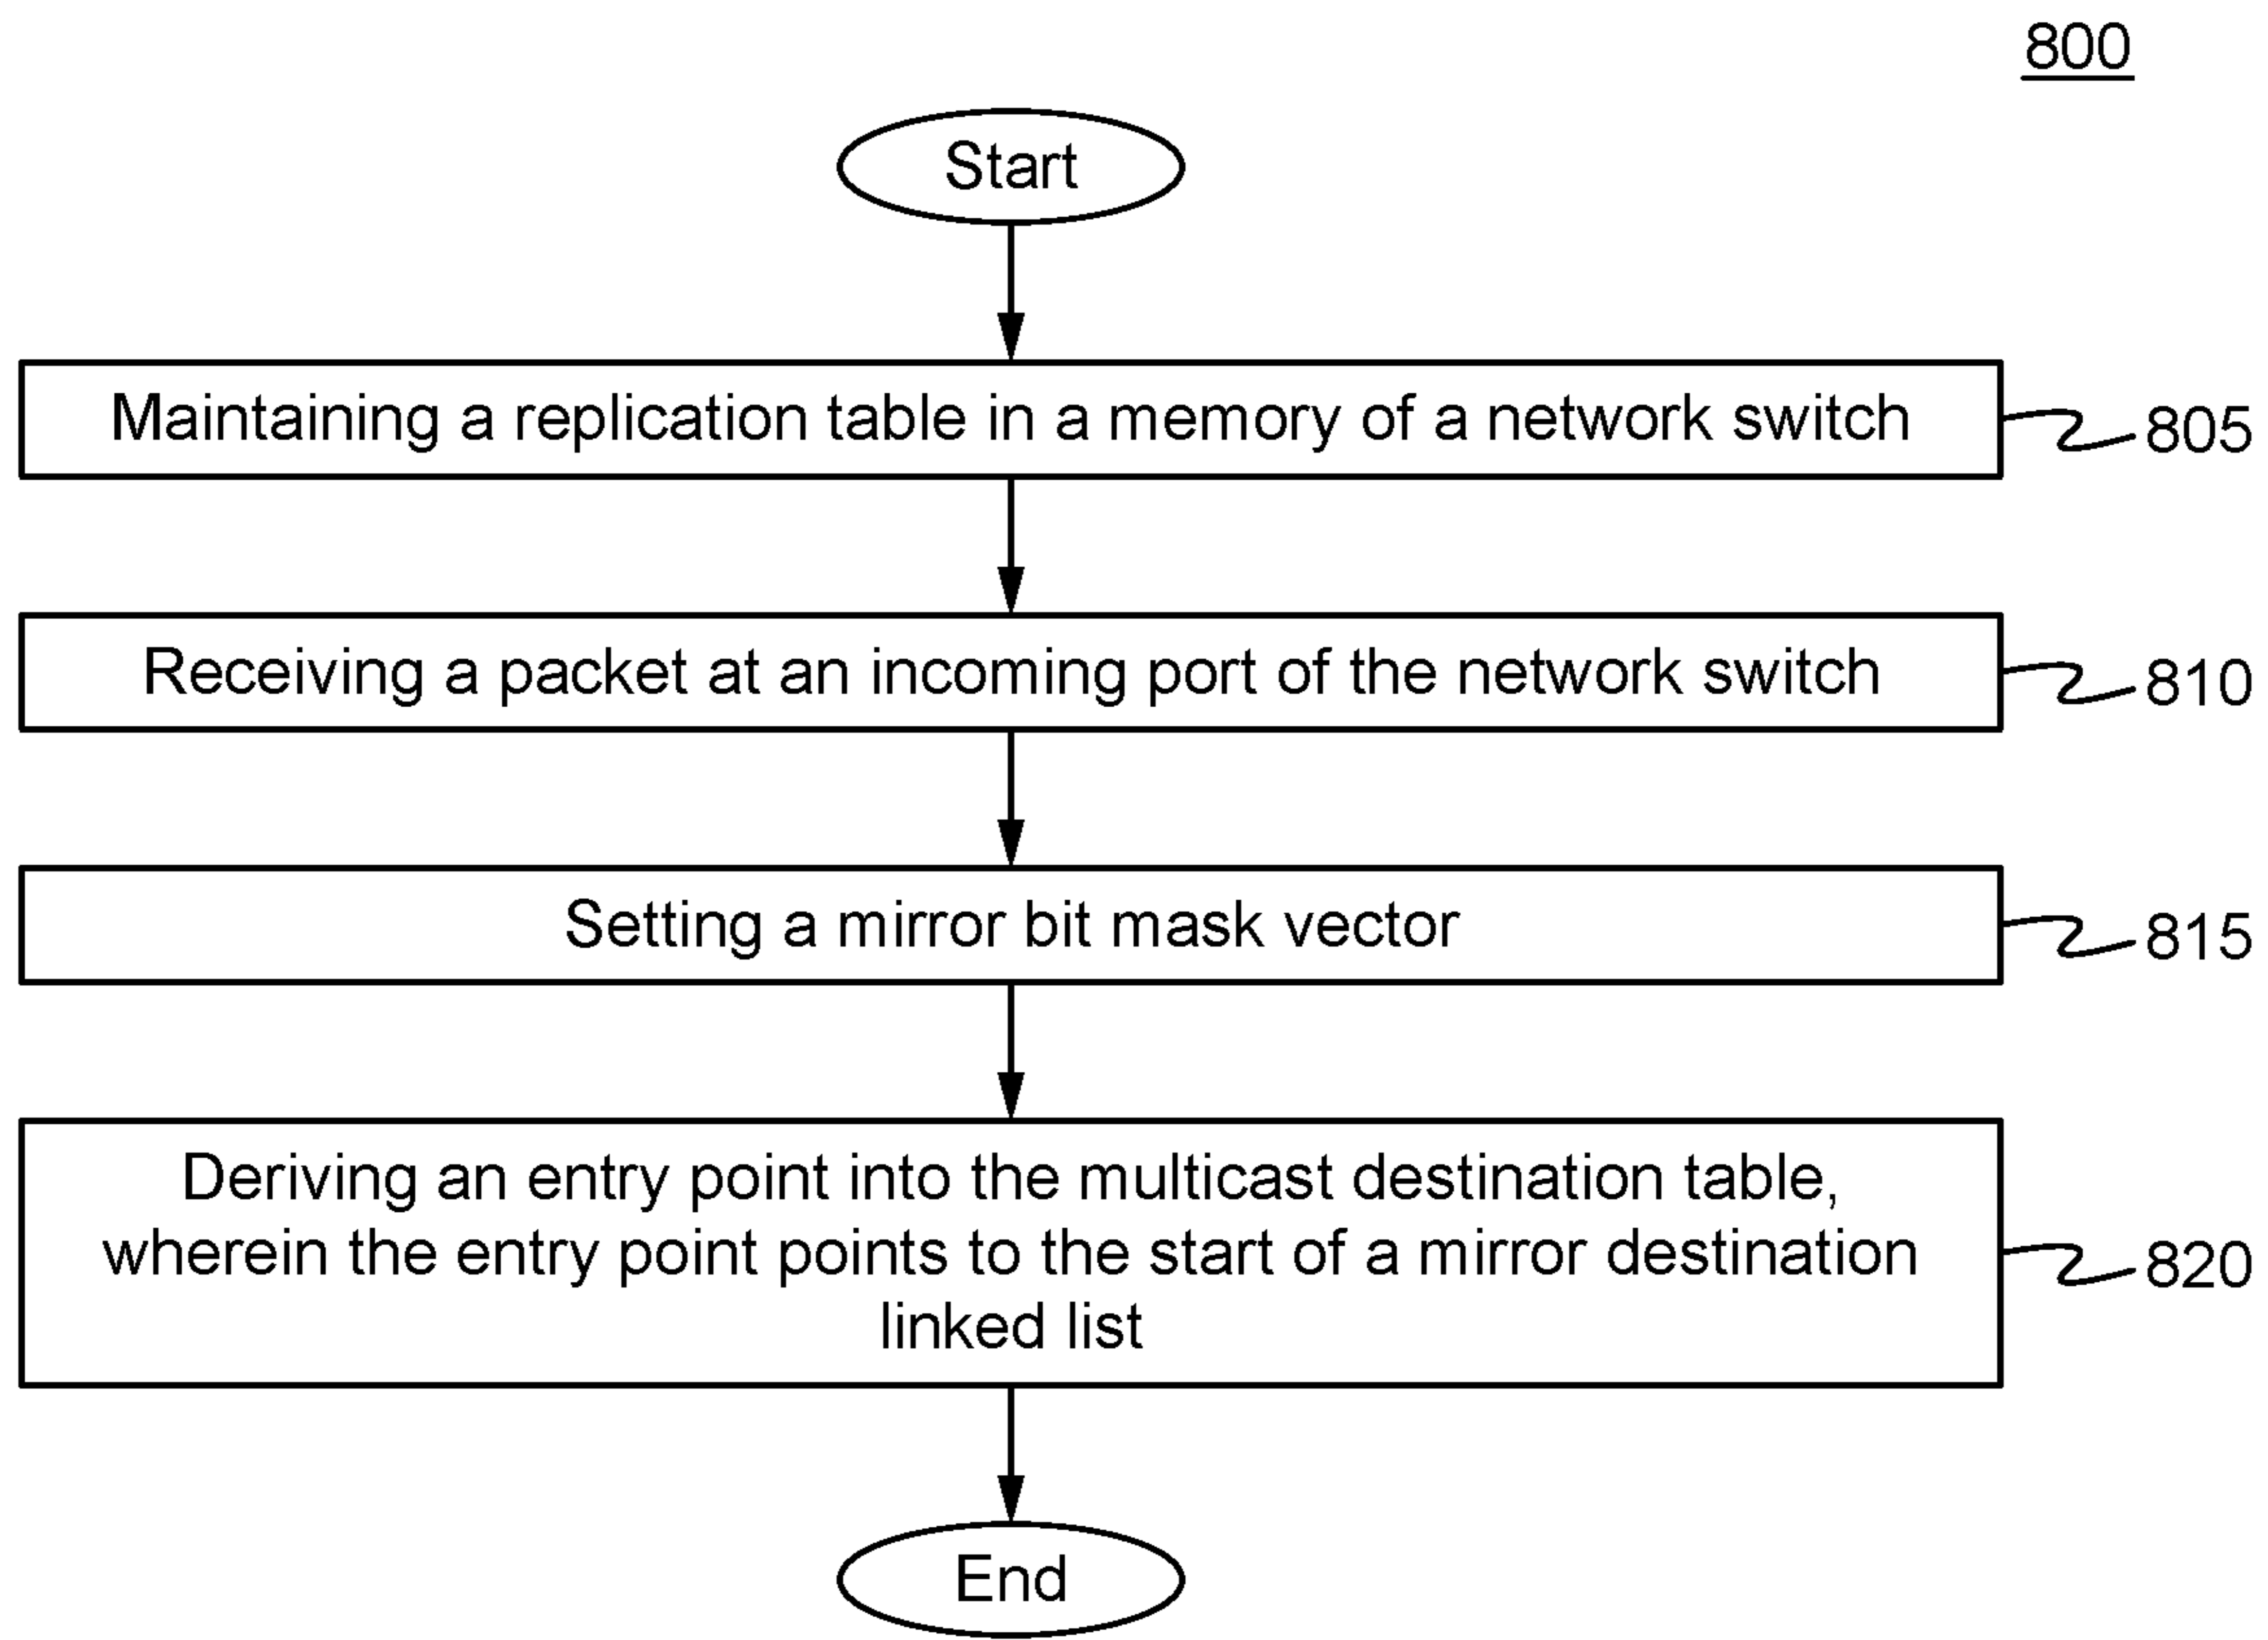 800
Start
Maintaining a replication table in a memory of a network switch
805
Receiving a packet at an incoming port of the network switch
810
Setting a mirror bit mask vector
815
Deriving an entry point into the multicast destination table,
wherein the entry point points to the start of a mirror destination
linked list
820
End